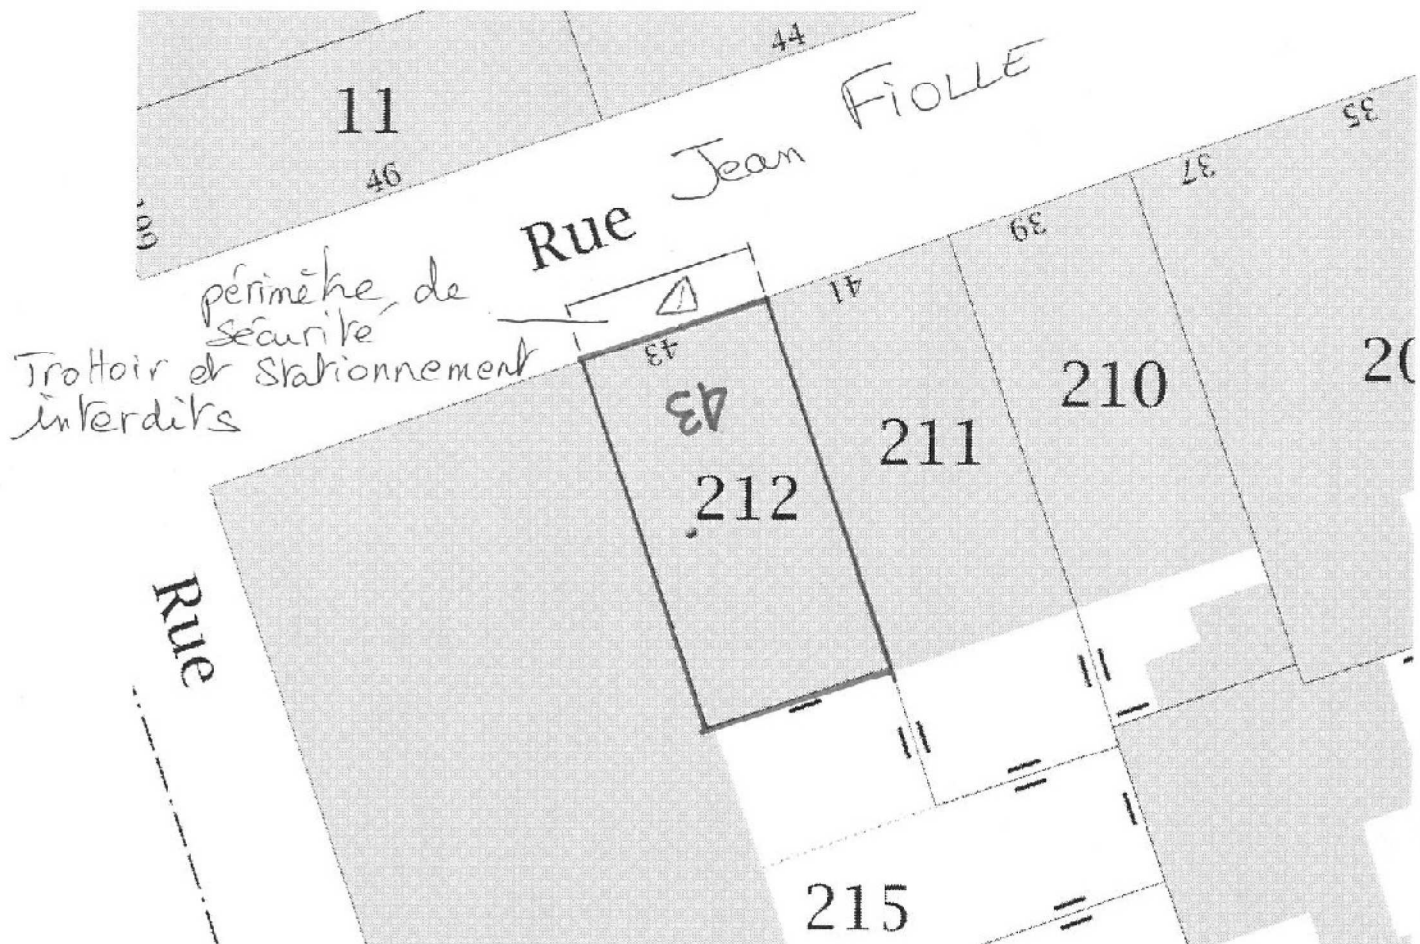 44
11
46
Rue Jean FIOLLE
35
37
39
41
périmètre de
sécurité
Trottoir et Stationnement
interdits
43
43
212
211
210
20
Rue
215